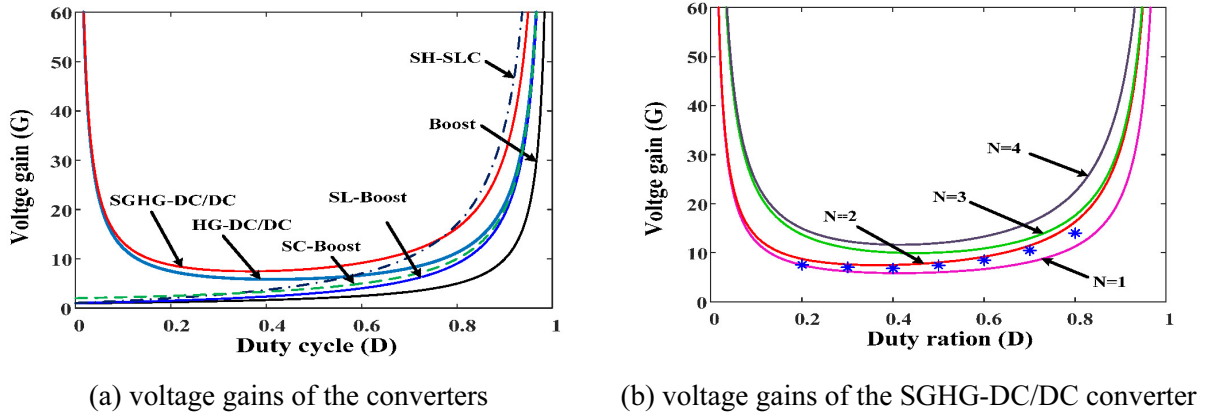 60
50
40
30
20
10
0
0
0.2
0.4
0.6
0.8
1
Voltge gain (G)
Duty cycle (D)
SH-SLC
Boost
SL-Boost
SGHG-DC/DC
HG-DC/DC
SC-Boost
(a) voltage gains of the converters
60
50
40
30
20
10
0
0
0.2
0.4
0.6
0.8
1
Voltge gain (G)
Duty ration (D)
N=4
N=3
N=2
N=1
(b) voltage gains of the SGHG-DC/DC converter